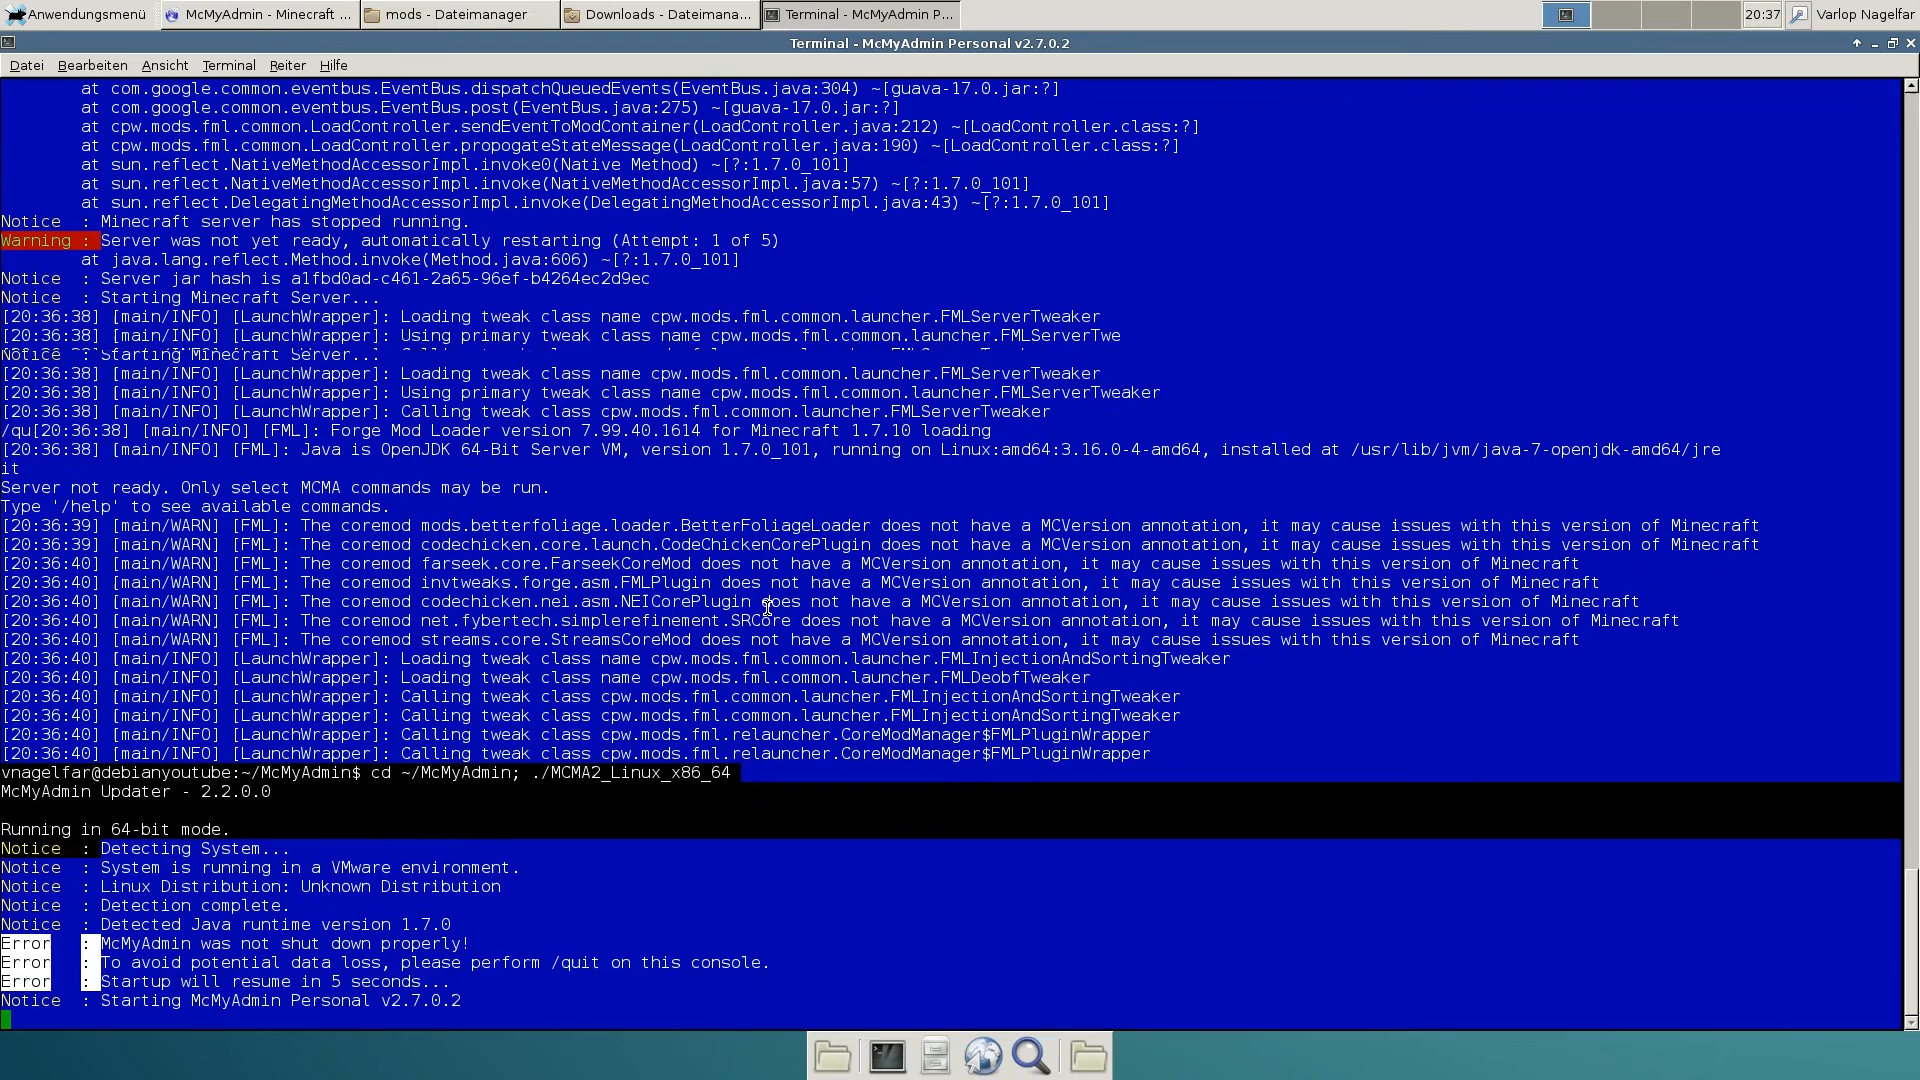 Anwendungsmenü
McMyAdmin - Minecraft ...
mods - Dateimanager
Downloads - Dateimana...
Terminal - McMyAdmin P...
20:37
Varlop Nagelfar
Terminal - McMyAdmin Personal v2.7.0.2
Datei Bearbeiten Ansicht Terminal Reiter Hilfe
at com.google.common.eventbus.EventBus.dispatchQueuedEvents(EventBus.java:304) ~[guava-17.0.jar:?]
at com.google.common.eventbus.EventBus.post(EventBus.java:275) ~[guava-17.0.jar:?]
at cpw.mods.fml.common.LoadController.sendEventToModContainer(LoadController.java:212) ~[LoadController.class:?]
at cpw.mods.fml.common.LoadController.propogateStateMessage(LoadController.java:190) ~[LoadController.class:?]
at sun.reflect.NativeMethodAccessorImpl.invoke0(Native Method) ~[?:1.7.0_101]
at sun.reflect.NativeMethodAccessorImpl.invoke(NativeMethodAccessorImpl.java:57) ~[?:1.7.0_101]
at sun.reflect.DelegatingMethodAccessorImpl.invoke(DelegatingMethodAccessorImpl.java:43) ~[?:1.7.0_101]
Notice : Minecraft server has stopped running.
Warning : Server was not yet ready, automatically restarting (Attempt: 1 of 5)
at java.lang.reflect.Method.invoke(Method.java:606) ~[?:1.7.0_101]
Notice : Server jar hash is a1fbd0ad-c461-2a65-96ef-b4264ec2d9ec
Notice : Starting Minecraft Server...
[20:36:38] [main/INFO] [LaunchWrapper]: Loading tweak class name cpw.mods.fml.common.launcher.FMLServerTweaker
[20:36:38] [main/INFO] [LaunchWrapper]: Using primary tweak class name cpw.mods.fml.common.launcher.FMLServerTwe
Notice : Starting Minecraft Server...
[20:36:38] [main/INFO] [LaunchWrapper]: Loading tweak class name cpw.mods.fml.common.launcher.FMLServerTweaker
[20:36:38] [main/INFO] [LaunchWrapper]: Using primary tweak class name cpw.mods.fml.common.launcher.FMLServerTweaker
[20:36:38] [main/INFO] [LaunchWrapper]: Calling tweak class cpw.mods.fml.common.launcher.FMLServerTweaker
/qu[20:36:38] [main/INFO] [FML]: Forge Mod Loader version 7.99.40.1614 for Minecraft 1.7.10 loading
[20:36:38] [main/INFO] [FML]: Java is OpenJDK 64-Bit Server VM, version 1.7.0_101, running on Linux:amd64:3.16.0-4-amd64, installed at /usr/lib/jvm/java-7-openjdk-amd64/jre
it
Server not ready. Only select MCMA commands may be run.
Type '/help' to see available commands.
[20:36:39] [main/WARN] [FML]: The coremod mods.betterfoliage.loader.BetterFoliageLoader does not have a MCVersion annotation, it may cause issues with this version of Minecraft
[20:36:39] [main/WARN] [FML]: The coremod codechicken.core.launch.CodeChickenCorePlugin does not have a MCVersion annotation, it may cause issues with this version of Minecraft
[20:36:40] [main/WARN] [FML]: The coremod farseek.core.FarseekCoreMod does not have a MCVersion annotation, it may cause issues with this version of Minecraft
[20:36:40] [main/WARN] [FML]: The coremod invtweaks.forge.asm.FMLPlugin does not have a MCVersion annotation, it may cause issues with this version of Minecraft
[20:36:40] [main/WARN] [FML]: The coremod codechicken.nei.asm.NEICorePlugin does not have a MCVersion annotation, it may cause issues with this version of Minecraft
[20:36:40] [main/WARN] [FML]: The coremod net.fybertech.simplerefinement.SRCore does not have a MCVersion annotation, it may cause issues with this version of Minecraft
[20:36:40] [main/WARN] [FML]: The coremod streams.core.StreamsCoreMod does not have a MCVersion annotation, it may cause issues with this version of Minecraft
[20:36:40] [main/INFO] [LaunchWrapper]: Loading tweak class name cpw.mods.fml.common.launcher.FMLInjectionAndSortingTweaker
[20:36:40] [main/INFO] [LaunchWrapper]: Loading tweak class name cpw.mods.fml.common.launcher.FMLDeobfTweaker
[20:36:40] [main/INFO] [LaunchWrapper]: Calling tweak class cpw.mods.fml.common.launcher.FMLInjectionAndSortingTweaker
[20:36:40] [main/INFO] [LaunchWrapper]: Calling tweak class cpw.mods.fml.common.launcher.FMLInjectionAndSortingTweaker
[20:36:40] [main/INFO] [LaunchWrapper]: Calling tweak class cpw.mods.fml.relauncher.CoreModManager$FMLPluginWrapper
[20:36:40] [main/INFO] [LaunchWrapper]: Calling tweak class cpw.mods.fml.relauncher.CoreModManager$FMLPluginWrapper
vnagelfar@debianyoutube:~/McMyAdmin$ cd ~/McMyAdmin; ./MCMA2_Linux_x86_64
McMyAdmin Updater - 2.2.0.0
Running in 64-bit mode.
Notice : Detecting System...
Notice : System is running in a VMware environment.
Notice : Linux Distribution: Unknown Distribution
Notice : Detection complete.
Notice : Detected Java runtime version 1.7.0
Error : McMyAdmin was not shut down properly!
Error : To avoid potential data loss, please perform /quit on this console.
Error : Startup will resume in 5 seconds...
Notice : Starting McMyAdmin Personal v2.7.0.2